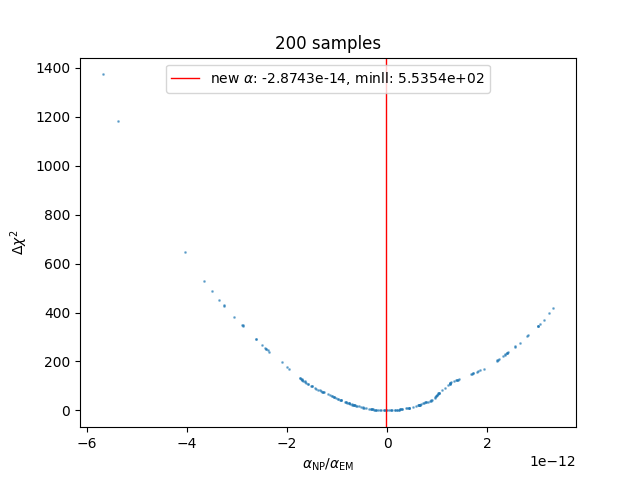 200 samples
new α: -2.8743e-14, minll: 5.5354e+02
1400
1200
1000
800
600
400
200
0
Δχ²
−6 −4 −2 0 2
1e−12
α_NP/α_EM